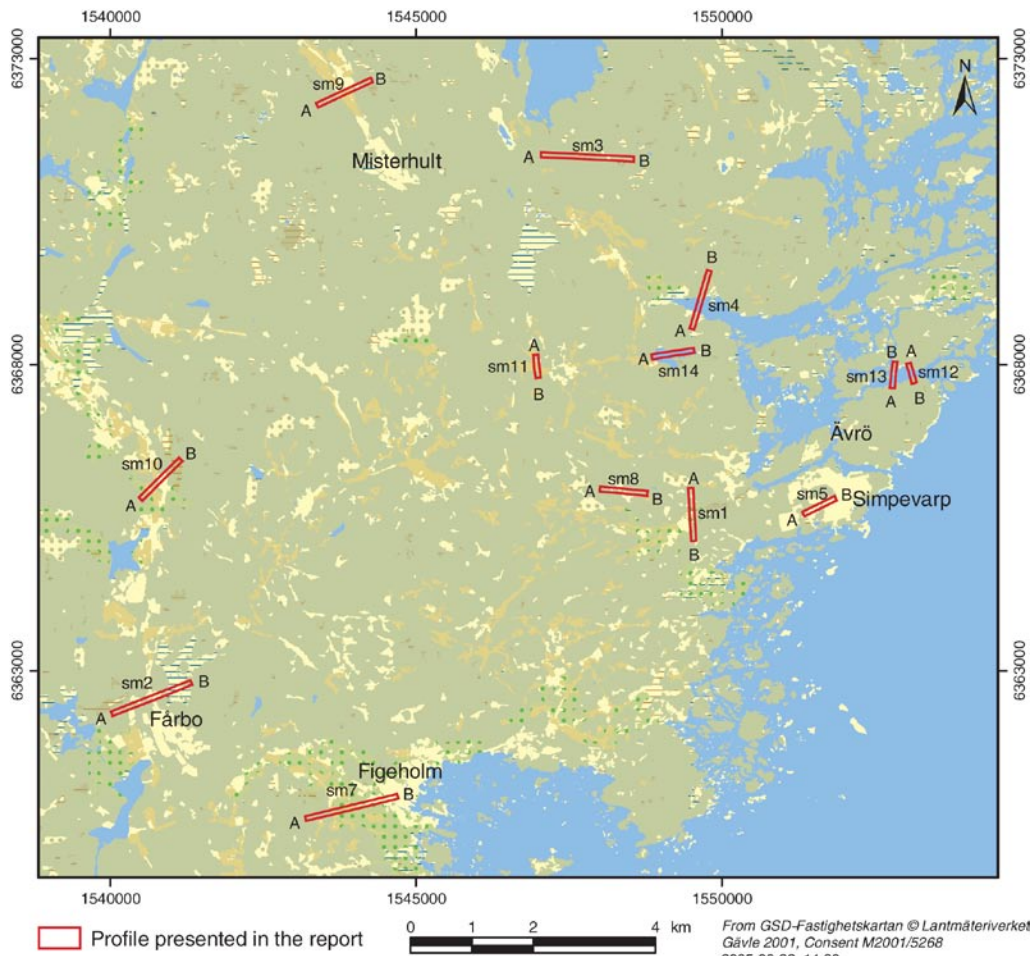 1540000 1545000 1550000
6373000 6373000
N
B
sm9
A
sm3
A B
Misterhult
B
sm4
A
A B
sm14
A
sm11
B
6368000 6368000
B A
sm13 sm12
A B
Ävrö
B
sm10
A
sm8
A B
A
sm1
B
sm5 B
A
Simpevarp
6363000 6363000
sm2 B
A
Fårbo
Figeholm
sm7 B
A
1540000 1545000 1550000
Profile presented in the report
0 1 2 4 km
From GSD-Fastighetskartan © Lantmäteriverket
Gävle 2001, Consent M2001/5268